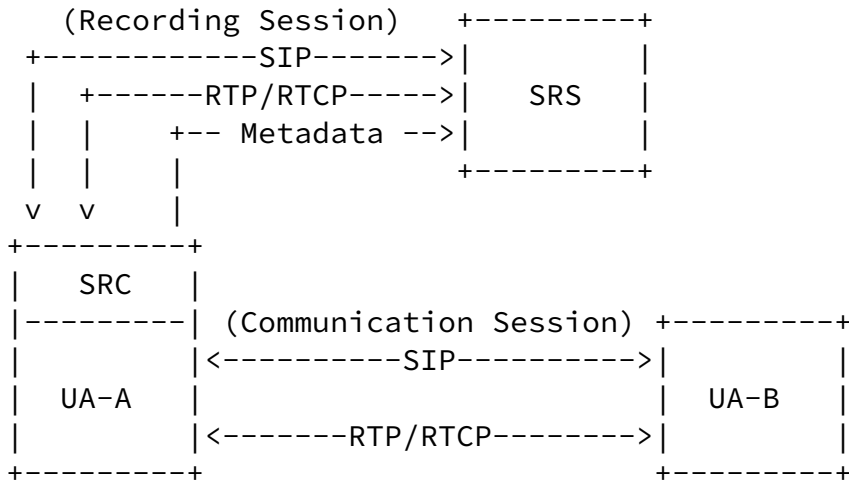 (Recording Session) +---------+
+------------SIP------->| |
| +------RTP/RTCP----->| SRS |
| | +-- Metadata -->| |
| | | +---------+
v v |
+---------+
| SRC |
|---------| (Communication Session) +---------+
| |<----------SIP---------->| |
| UA-A | | UA-B |
| |<-------RTP/RTCP-------->| |
+---------+ +---------+